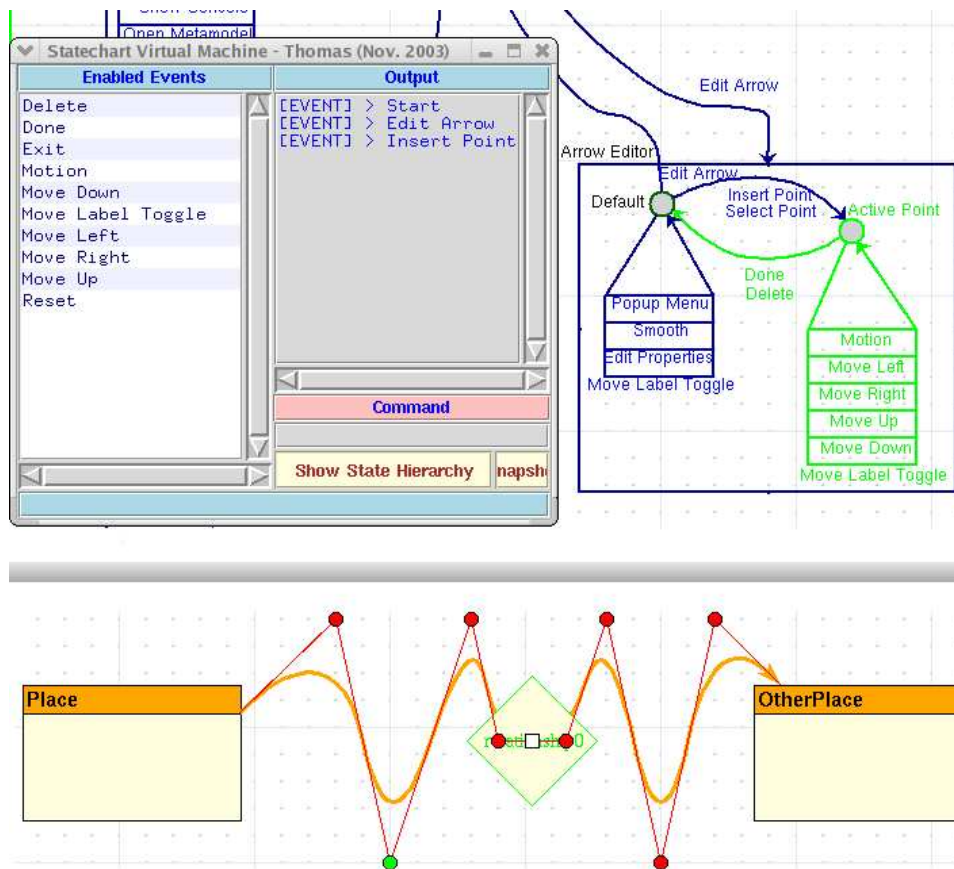 Show Console
Open Metamodel
Statechart Virtual Machine - Thomas (Nov. 2003)
Enabled Events
Output
Delete
Done
Exit
Motion
Move Down
Move Label Toggle
Move Left
Move Right
Move Up
Reset
[EVENT] > Start
[EVENT] > Edit Arrow
[EVENT] > Insert Point
Command
Show State Hierarchy
napsh
Edit Arrow
Arrow Editor
Edit Arrow
Default
Insert Point
Select Point
Active Point
Done
Delete
Popup Menu
Smooth
Edit Properties
Move Label Toggle
Motion
Move Left
Move Right
Move Up
Move Down
Move Label Toggle
Place
OtherPlace